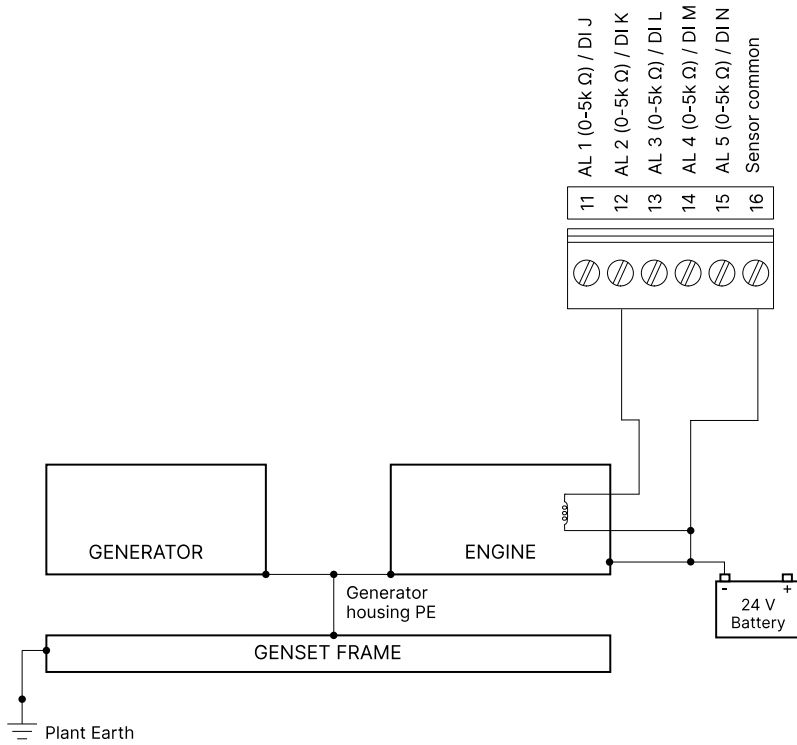 AL 1 (0-5k Ω) / DI J
AL 2 (0-5k Ω) / DI K
AL 3 (0-5k Ω) / DI L
AL 4 (0-5k Ω) / DI M
AL 5 (0-5k Ω) / DI N
Sensor common
11 12 13 14 15 16
GENERATOR
ENGINE
Generator
housing PE
- +
24 V
Battery
GENSET FRAME
Plant Earth